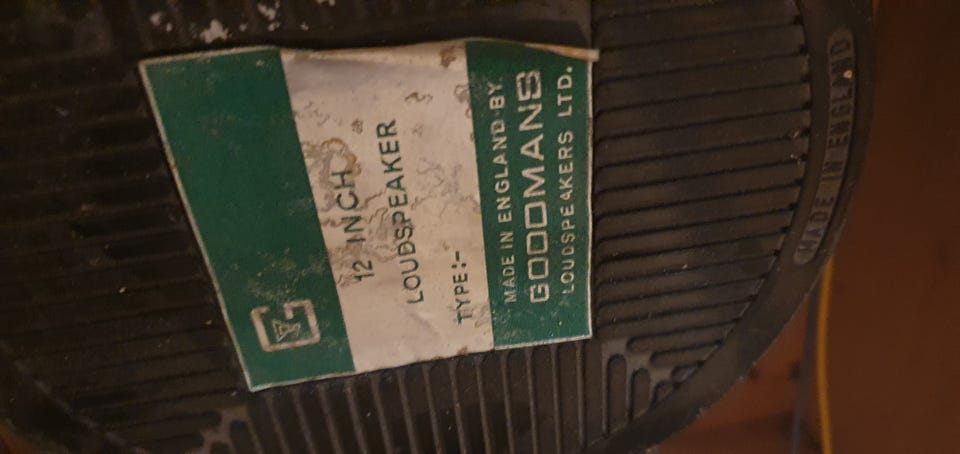 12 INCH
LOUDSPEAKER
TYPE:-
MADE IN ENGLAND BY
GOODMANS
LOUDSPEAKERS LTD.
MADE IN ENGLAND